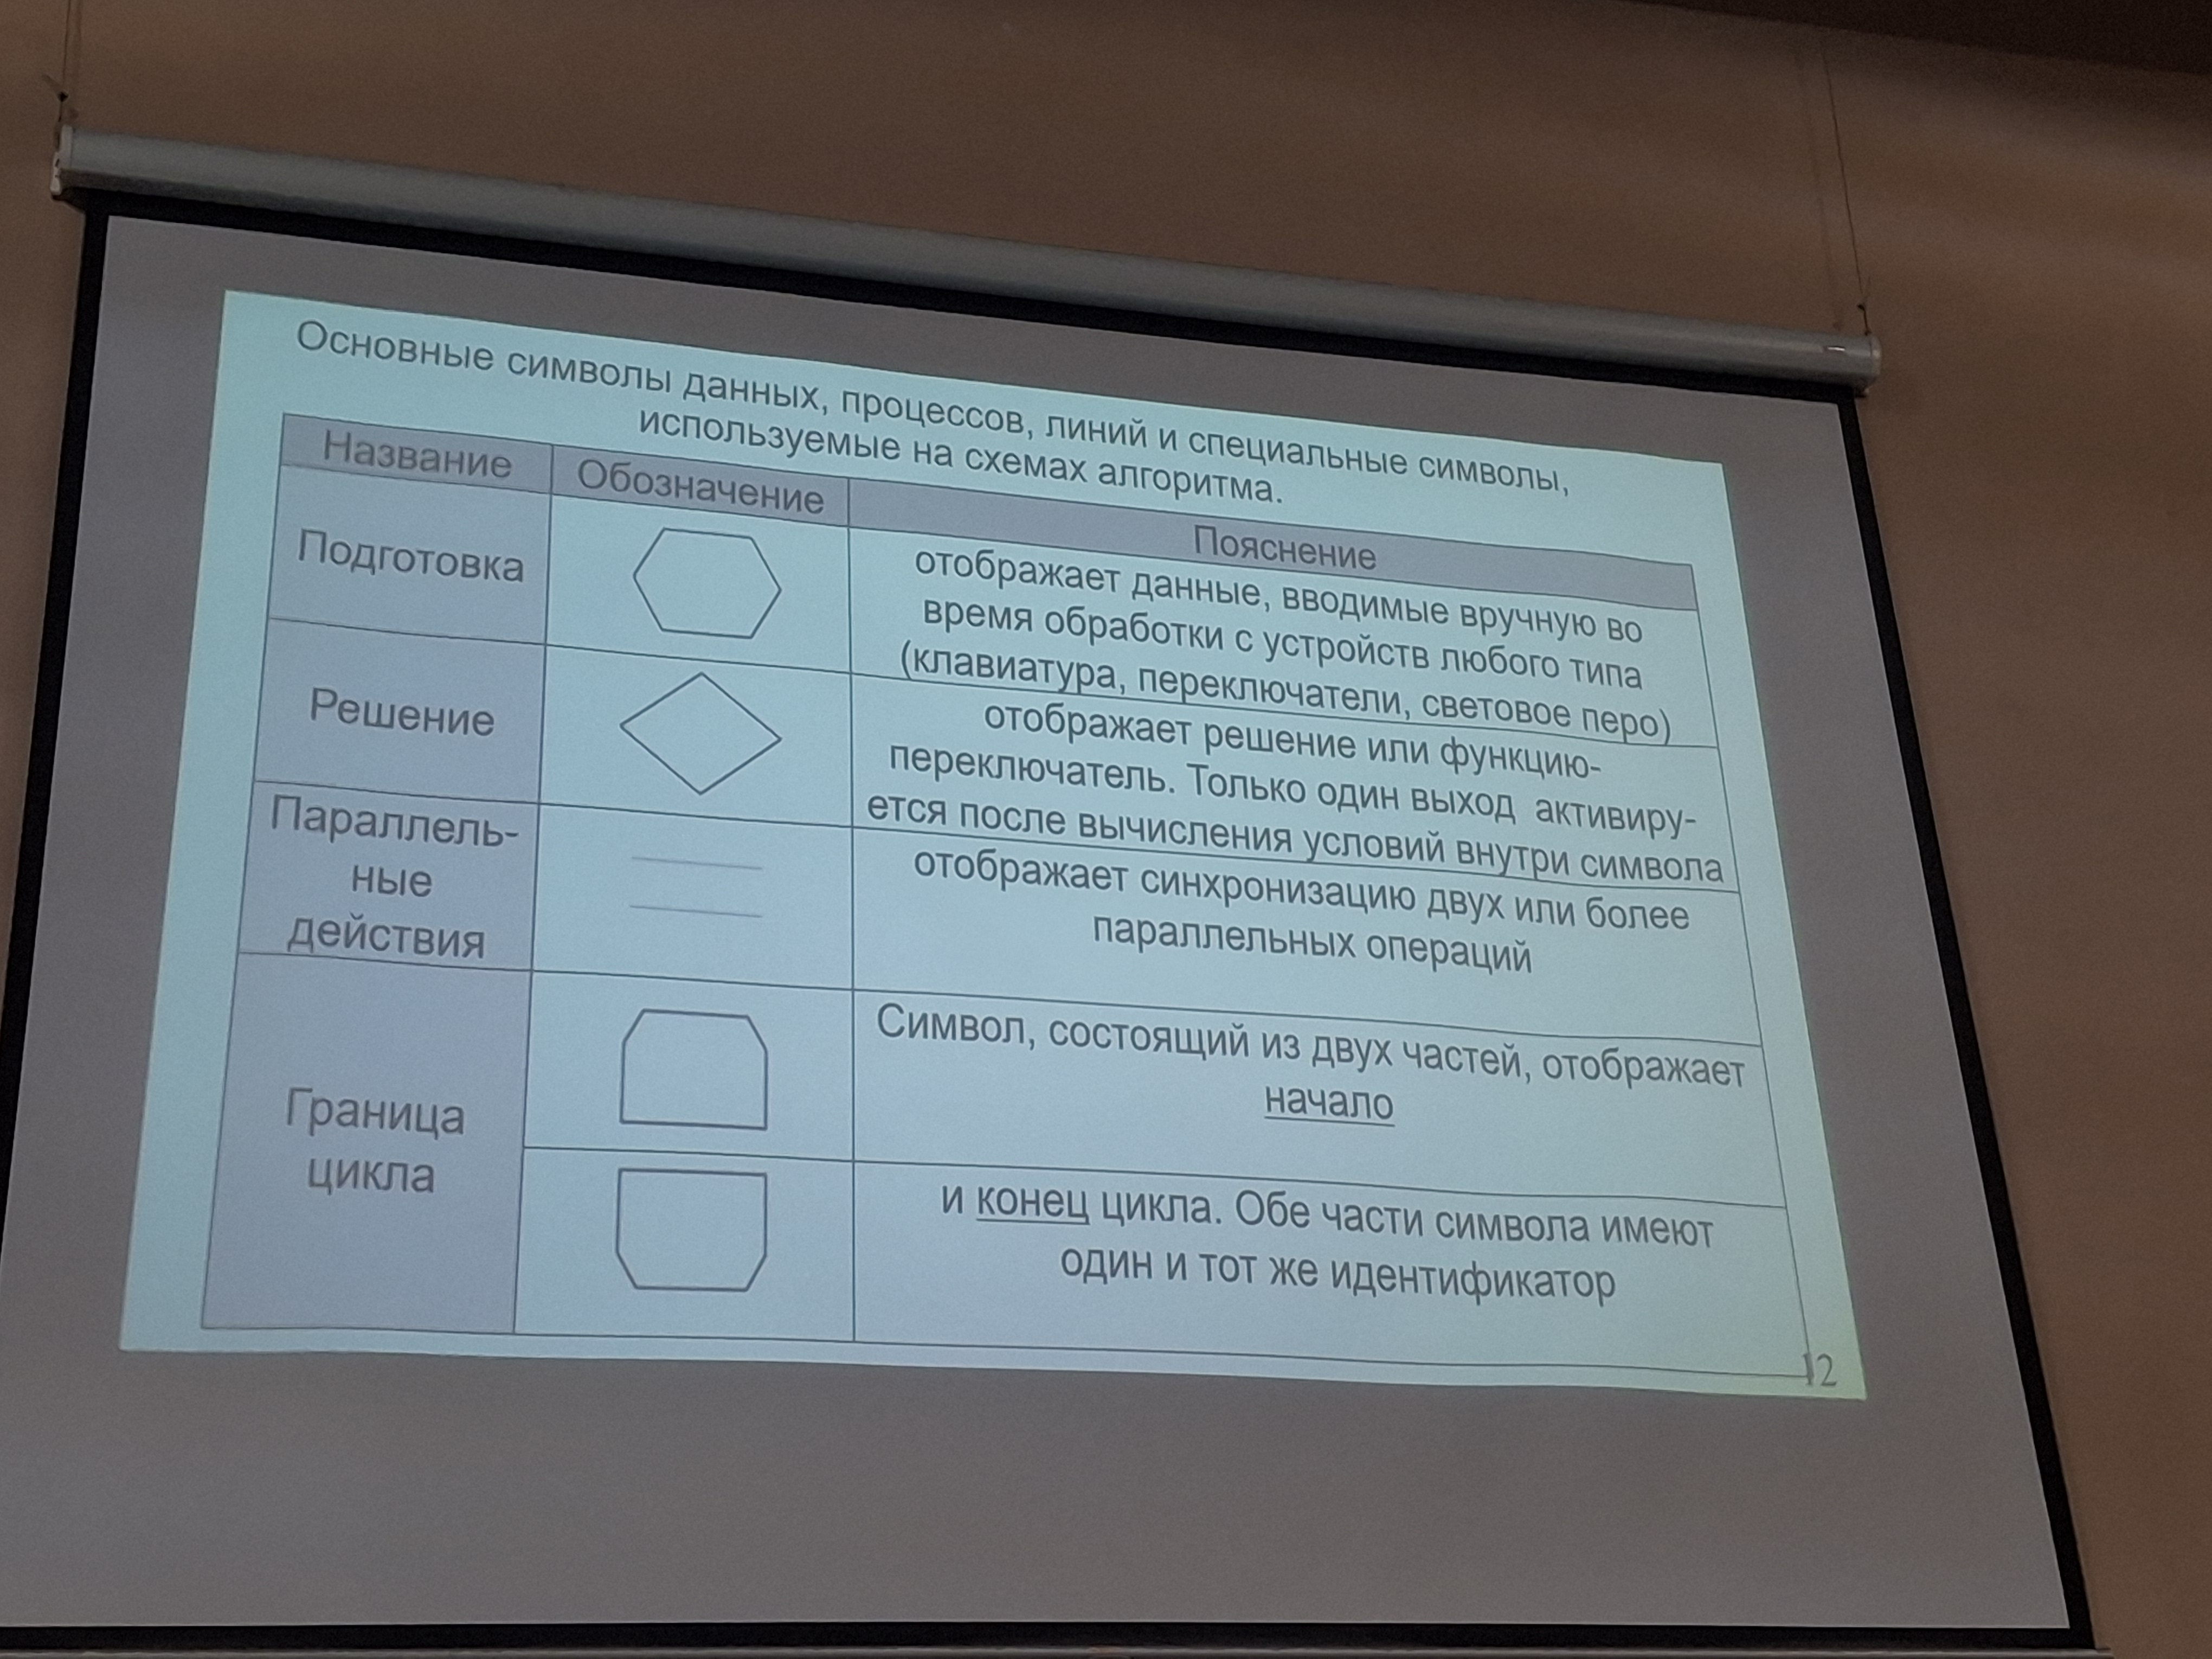 Основные символы данных, процессов, линий и специальные символы,
используемые на схемах алгоритма.
Название
Обозначение
Пояснение
Подготовка
отображает данные, вводимые вручную во
время обработки с устройств любого типа
(клавиатура, переключатели, световое перо)
Решение
отображает решение или функцию-
переключатель. Только один выход активиру-
ется после вычисления условий внутри символа
Параллель-
ные
действия
отображает синхронизацию двух или более
параллельных операций
Граница
цикла
Символ, состоящий из двух частей, отображает
начало
и конец цикла. Обе части символа имеют
один и тот же идентификатор
12